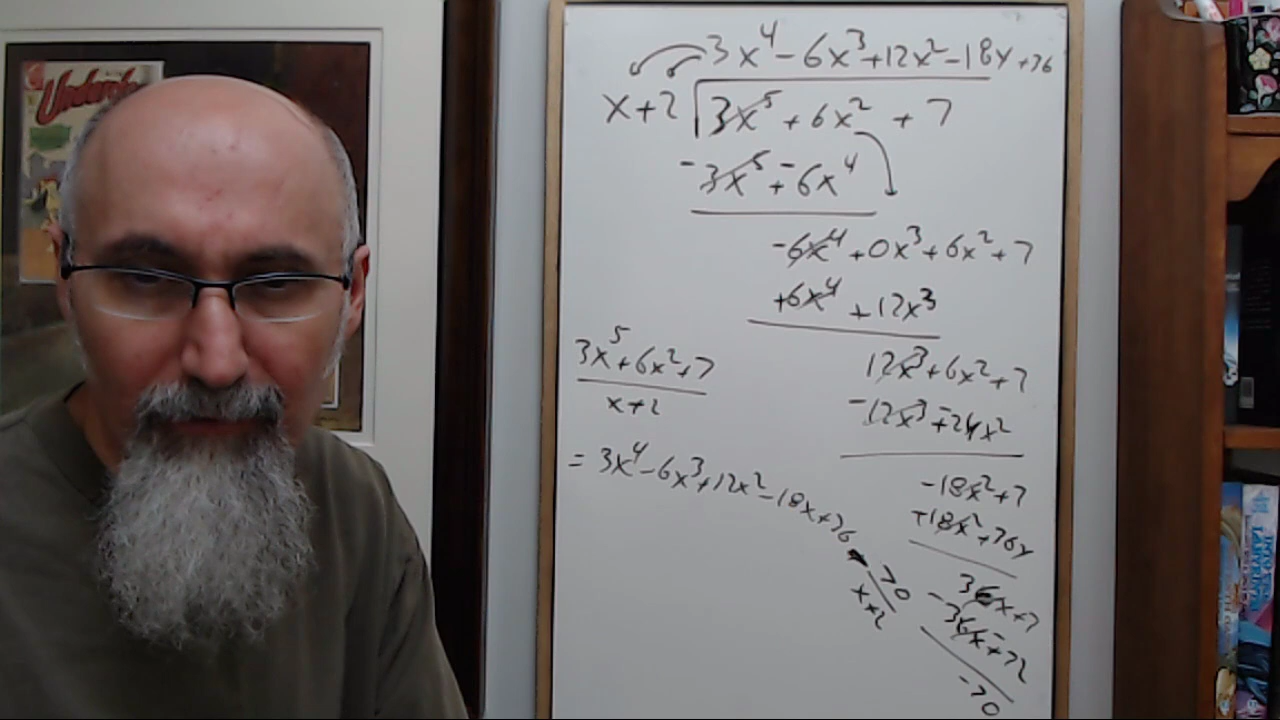 Underdog
3x⁴ - 6x³ + 12x² - 18x + 36
x + 2 3x⁵ + 6x² + 7
- 3x⁵ + - 6x⁴
- 6x⁴ + 0x³ + 6x² + 7
+ 6x⁴ + 12x³
12x³ + 6x² + 7
- 12x³ + - 24x²
- 18x² + 7
+ 18x² + 36x
36x + 7
- 36x + - 72
- 70
3x⁵ + 6x² + 7
x + 2
= 3x⁴ - 6x³ + 12x² - 18x + 36 - 70
x + 2